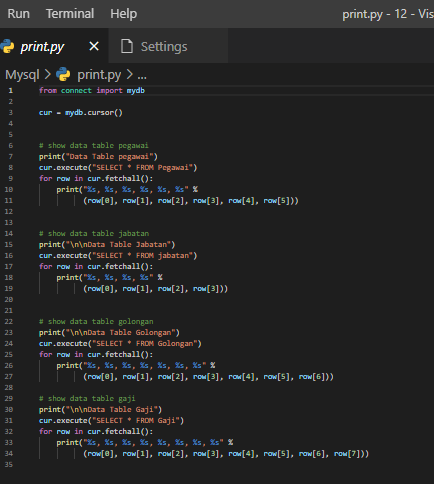 Run Terminal Help print.py - 12 - Vis
print.py × Settings
Mysql > print.py > ...
1 from connect import mydb
2
3 cur = mydb.cursor()
4
5
6 # show data table pegawai
7 print("Data Table pegawai")
8 cur.execute("SELECT * FROM Pegawai")
9 for row in cur.fetchall():
10 print("%s, %s, %s, %s, %s, %s" %
11 (row[0], row[1], row[2], row[3], row[4], row[5]))
12
13
14 # show data table jabatan
15 print("\n\nData Table Jabatan")
16 cur.execute("SELECT * FROM jabatan")
17 for row in cur.fetchall():
18 print("%s, %s, %s, %s" %
19 (row[0], row[1], row[2], row[3]))
20
21
22 # show data table golongan
23 print("\n\nData Table Golongan")
24 cur.execute("SELECT * FROM Golongan")
25 for row in cur.fetchall():
26 print("%s, %s, %s, %s, %s, %s, %s" %
27 (row[0], row[1], row[2], row[3], row[4], row[5], row[6]))
28
29 # show data table gaji
30 print("\n\nData Table Gaji")
31 cur.execute("SELECT * FROM Gaji")
32 for row in cur.fetchall():
33 print("%s, %s, %s, %s, %s, %s, %s, %s" %
34 (row[0], row[1], row[2], row[3], row[4], row[5], row[6], row[7]))
35